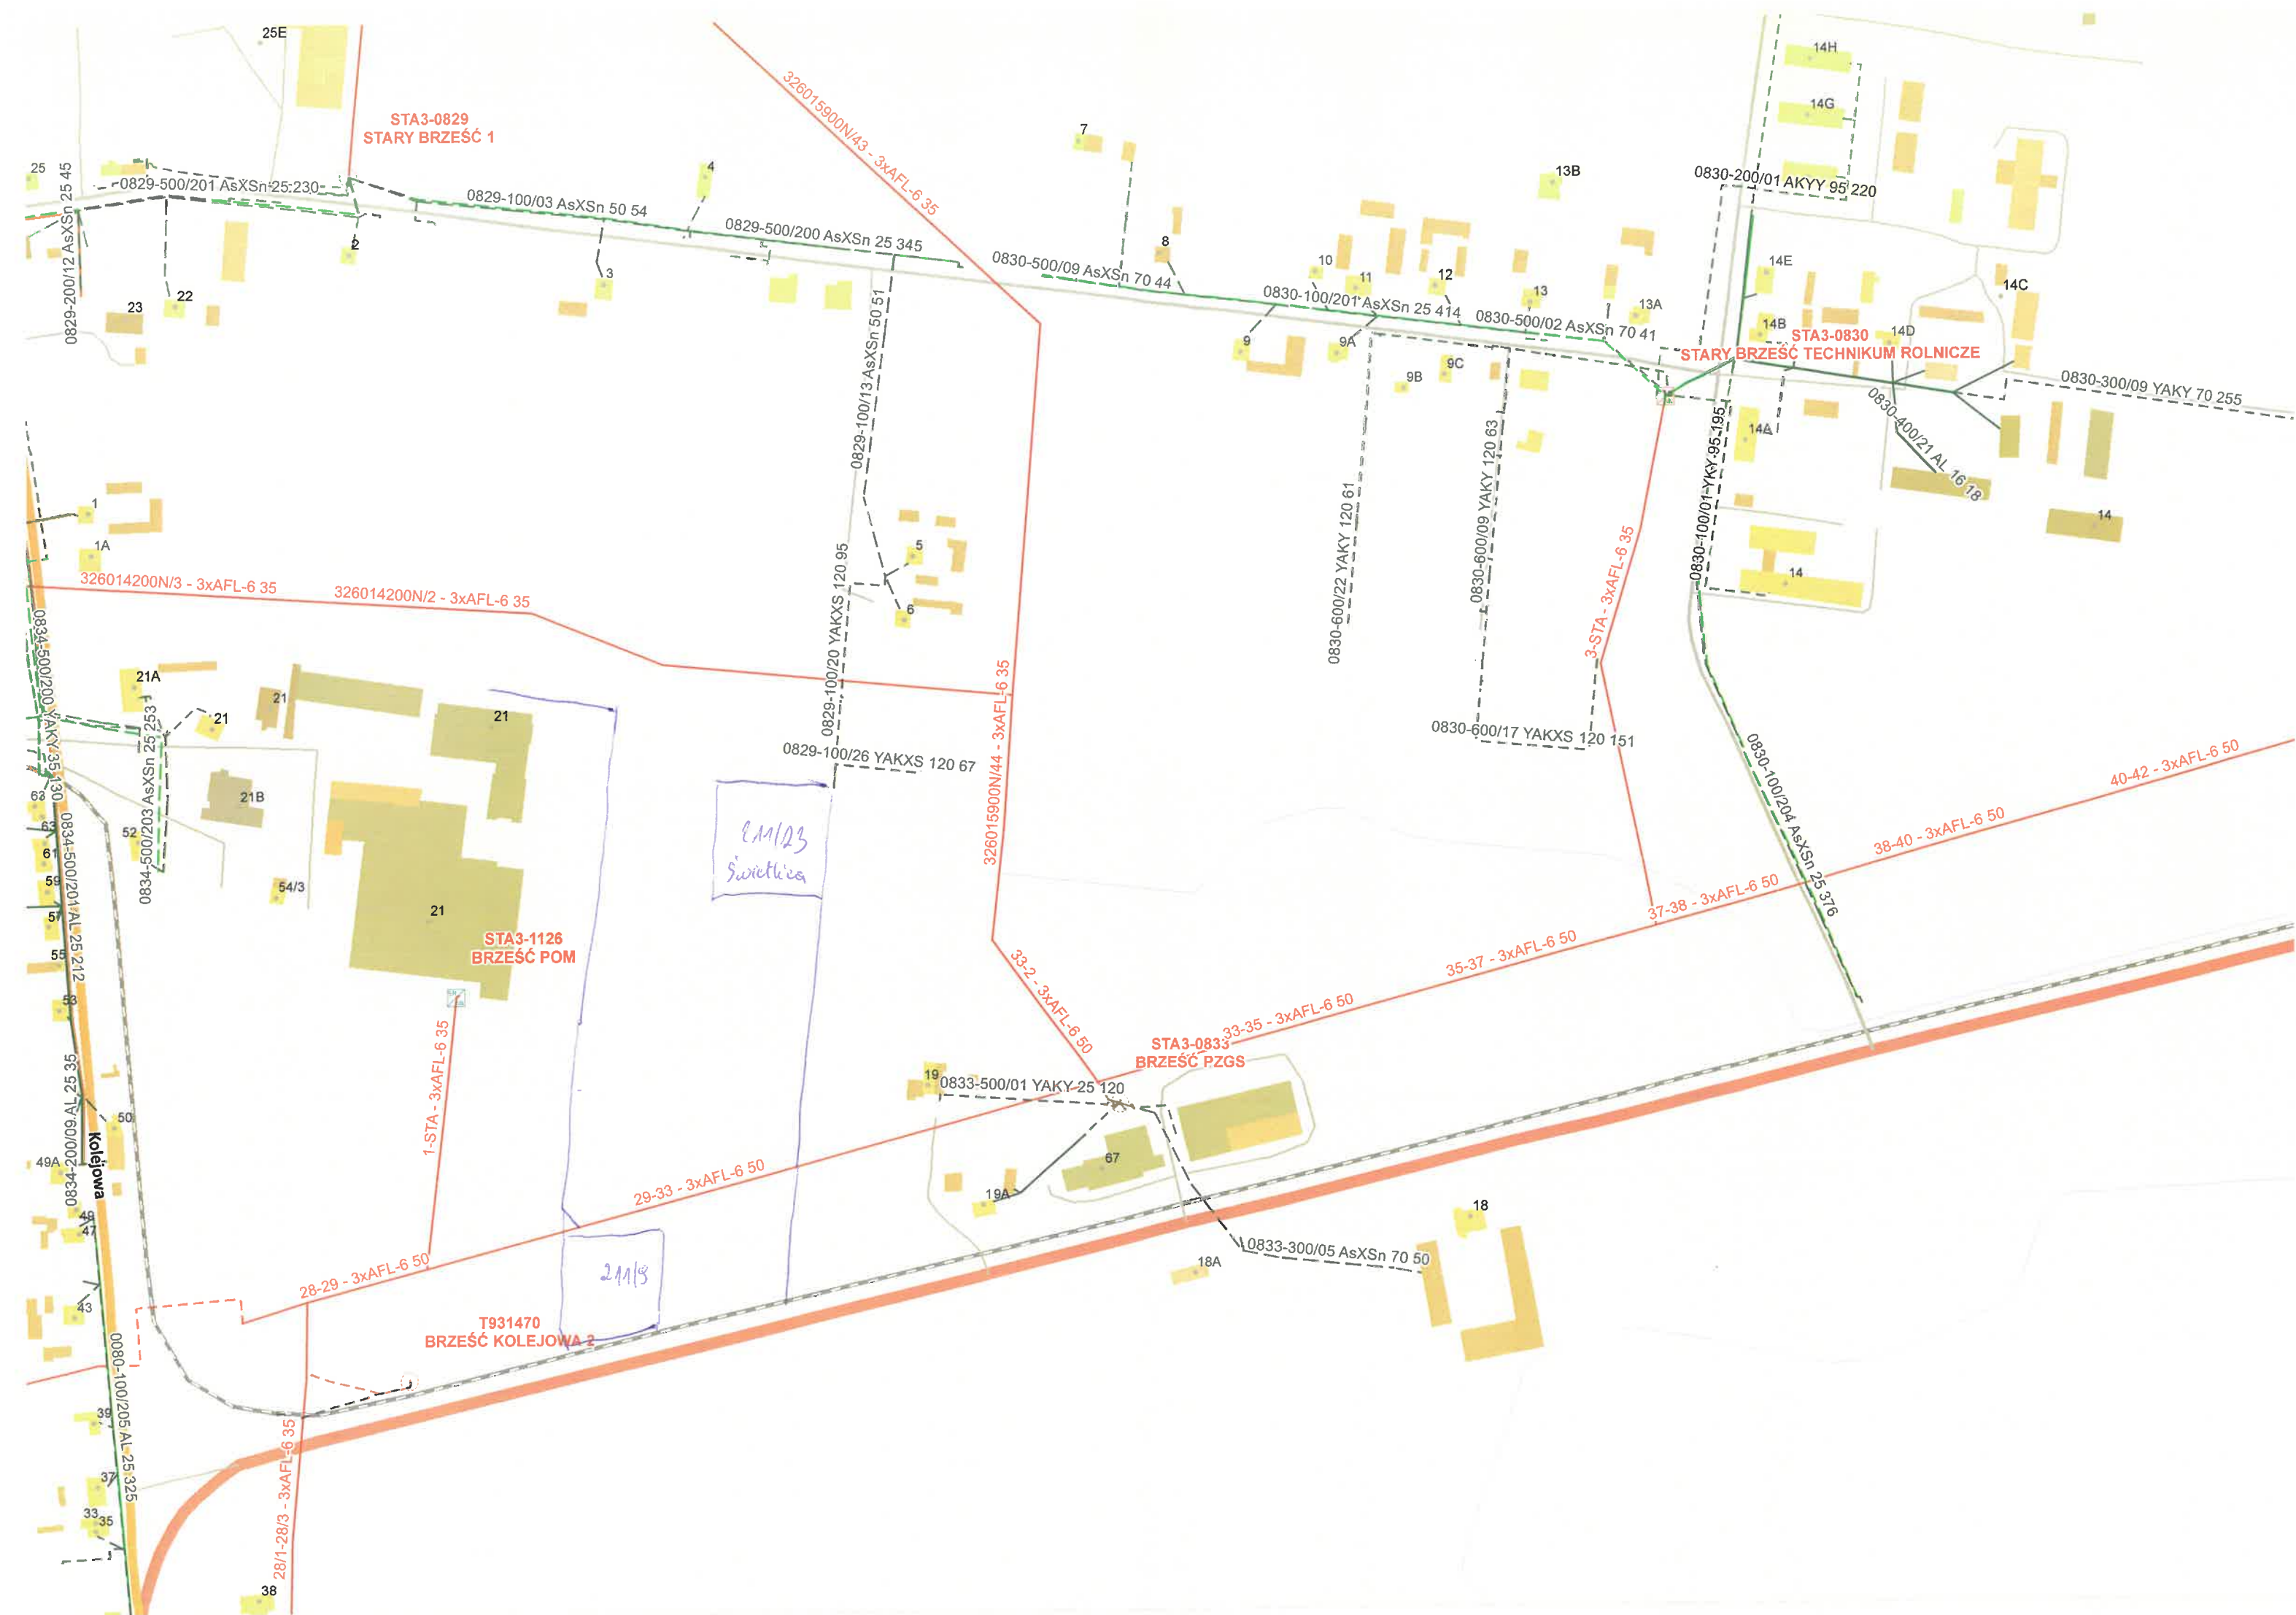 25E
14H
14G
STA3-0829
STARY BRZEŚĆ 1
326015900N/43 - 3xAFL-6 35
7
4
13B
25
0829-500/201 AsXSn 25 230
0829-100/03 AsXSn 50 54
0829-500/200 AsXSn 25 345
0830-200/01 AKYY 95 220
0829-200/12 AsXSn 25 45
2
3
22
23
8
0830-500/09 AsXSn 70 44
10
11
12
13
13A
14E
14C
14B
14D
0830-100/201 AsXSn 25 414
0830-500/02 AsXSn 70 41
STA3-0830
STARY BRZEŚĆ TECHNIKUM ROLNICZE
9
9A
9B
9C
0830-300/09 YAKY 70 255
0830-400/21 AL 16 18
14A
14
14
0829-100/13 AsXSn 50 51
0830-600/22 YAKY 120 61
0830-600/09 YAKY 120 63
0830-100/01 YKY 95 195
3-STA - 3xAFL-6 35
1
1A
5
6
326014200N/3 - 3xAFL-6 35
326014200N/2 - 3xAFL-6 35
0829-100/20 YAKXS 120 95
0829-100/26 YAKXS 120 67
326015900N/44 - 3xAFL-6 35
0830-600/17 YAKXS 120 151
0830-100/204 AsXSn 25 376
0834-500/200 YAKY 35 130
21A
21
21
21
21B
0834-500/203 AsXSn 25 253
52
54/3
21
211/23
Świetlica
63
63
61
59
57
55
53
0834-500/201 AL 25 212
STA3-1126
BRZEŚĆ POM
1-STA - 3xAFL-6 35
40-42 - 3xAFL-6 50
38-40 - 3xAFL-6 50
37-38 - 3xAFL-6 50
35-37 - 3xAFL-6 50
33-35 - 3xAFL-6 50
33-2 - 3xAFL-6 50
STA3-0833
BRZEŚĆ PZGS
19
0833-500/01 YAKY 25 120
67
19A
29-33 - 3xAFL-6 50
28-29 - 3xAFL-6 50
18
18A
0833-300/05 AsXSn 70 50
211/9
T931470
BRZEŚĆ KOLEJOWA 2
0834-200/09 AL 25 35
Kolejowa
50
49A
49
47
43
39
37
33
35
0080-100/205 AL 25 325
28/1-28/3 - 3xAFL-6 35
38